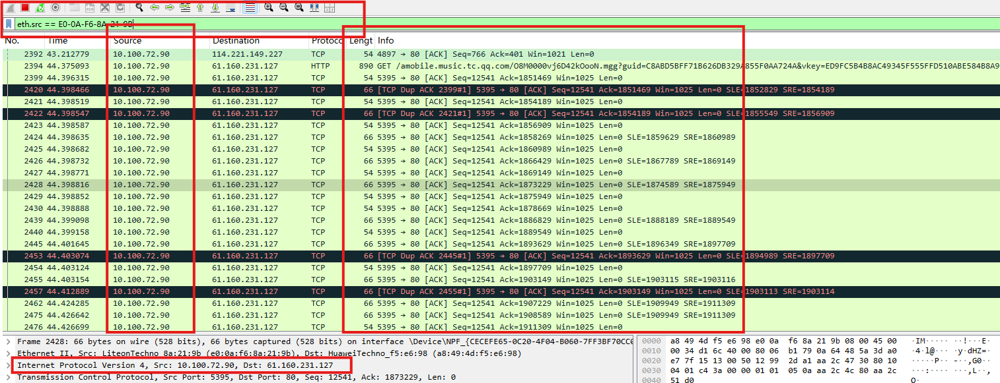 eth.src == E0-0A-F6-8A-21-9B
No. Time Source Destination Protoco Lengt Info
2392 43.212779 10.100.72.90 114.221.149.227 TCP 54 4897 → 80 [ACK] Seq=766 Ack=401 Win=1021 Len=0
2394 44.375093 10.100.72.90 61.160.231.127 HTTP 890 GET /amobile.music.tc.qq.com/O8M0000vj6D42kOooN.mgg?guid=C8ABD5BFF71B626DB329A855F0AA724A&vkey=ED9FC5B4B8AC49345F555FFD510ABE584B8A9
2399 44.396315 10.100.72.90 61.160.231.127 TCP 54 5395 → 80 [ACK] Seq=12541 Ack=1851469 Win=1025 Len=0
2420 44.398466 10.100.72.90 61.160.231.127 TCP 66 [TCP Dup ACK 2399#1] 5395 → 80 [ACK] Seq=12541 Ack=1851469 Win=1025 Len=0 SLE=1852829 SRE=1854189
2421 44.398519 10.100.72.90 61.160.231.127 TCP 54 5395 → 80 [ACK] Seq=12541 Ack=1854189 Win=1025 Len=0
2422 44.398547 10.100.72.90 61.160.231.127 TCP 66 [TCP Dup ACK 2421#1] 5395 → 80 [ACK] Seq=12541 Ack=1854189 Win=1025 Len=0 SLE=1855549 SRE=1856909
2423 44.398587 10.100.72.90 61.160.231.127 TCP 54 5395 → 80 [ACK] Seq=12541 Ack=1856909 Win=1025 Len=0
2424 44.398635 10.100.72.90 61.160.231.127 TCP 66 5395 → 80 [ACK] Seq=12541 Ack=1858269 Win=1025 Len=0 SLE=1859629 SRE=1860989
2425 44.398682 10.100.72.90 61.160.231.127 TCP 54 5395 → 80 [ACK] Seq=12541 Ack=1860989 Win=1025 Len=0
2426 44.398732 10.100.72.90 61.160.231.127 TCP 66 5395 → 80 [ACK] Seq=12541 Ack=1866429 Win=1025 Len=0 SLE=1867789 SRE=1869149
2427 44.398771 10.100.72.90 61.160.231.127 TCP 54 5395 → 80 [ACK] Seq=12541 Ack=1869149 Win=1025 Len=0
2428 44.398816 10.100.72.90 61.160.231.127 TCP 66 5395 → 80 [ACK] Seq=12541 Ack=1873229 Win=1025 Len=0 SLE=1874589 SRE=1875949
2429 44.398852 10.100.72.90 61.160.231.127 TCP 54 5395 → 80 [ACK] Seq=12541 Ack=1875949 Win=1025 Len=0
2430 44.398888 10.100.72.90 61.160.231.127 TCP 54 5395 → 80 [ACK] Seq=12541 Ack=1878669 Win=1025 Len=0
2439 44.399098 10.100.72.90 61.160.231.127 TCP 66 5395 → 80 [ACK] Seq=12541 Ack=1886829 Win=1025 Len=0 SLE=1888189 SRE=1889549
2440 44.399158 10.100.72.90 61.160.231.127 TCP 54 5395 → 80 [ACK] Seq=12541 Ack=1889549 Win=1025 Len=0
2445 44.401645 10.100.72.90 61.160.231.127 TCP 66 5395 → 80 [ACK] Seq=12541 Ack=1893629 Win=1025 Len=0 SLE=1896349 SRE=1897709
2453 44.403074 10.100.72.90 61.160.231.127 TCP 66 [TCP Dup ACK 2445#1] 5395 → 80 [ACK] Seq=12541 Ack=1893629 Win=1025 Len=0 SLE=1894989 SRE=1897709
2454 44.403124 10.100.72.90 61.160.231.127 TCP 54 5395 → 80 [ACK] Seq=12541 Ack=1897709 Win=1025 Len=0
2455 44.403154 10.100.72.90 61.160.231.127 TCP 66 5395 → 80 [ACK] Seq=12541 Ack=1903149 Win=1025 Len=0 SLE=1903115 SRE=1903116
2457 44.412889 10.100.72.90 61.160.231.127 TCP 66 [TCP Dup ACK 2455#1] 5395 → 80 [ACK] Seq=12541 Ack=1903149 Win=1025 Len=0 SLE=1903113 SRE=1903114
2462 44.424285 10.100.72.90 61.160.231.127 TCP 66 5395 → 80 [ACK] Seq=12541 Ack=1907229 Win=1025 Len=0 SLE=1909949 SRE=1911309
2475 44.426642 10.100.72.90 61.160.231.127 TCP 66 5395 → 80 [ACK] Seq=12541 Ack=1908589 Win=1025 Len=0 SLE=1909949 SRE=1911309
2476 44.426699 10.100.72.90 61.160.231.127 TCP 54 5395 → 80 [ACK] Seq=12541 Ack=1911309 Win=1025 Len=0
Frame 2428: 66 bytes on wire (528 bits), 66 bytes captured (528 bits) on interface \Device\NPF_{CECEFE65-0C20-4F04-B060-7FF3BF70CC0
Ethernet II, Src: LiteonTechno_8a:21:9b (e0:0a:f6:8a:21:9b), Dst: HuaweiTechno_f5:e6:98 (a8:49:4d:f5:e6:98)
Internet Protocol Version 4, Src: 10.100.72.90, Dst: 61.160.231.127
Transmission Control Protocol, Src Port: 5395, Dst Port: 80, Seq: 12541, Ack: 1873229, Len: 0
0000 a8 49 4d f5 e6 98 e0 0a f6 8a 21 9b 08 00 45 00 ·IM····· ··!···E·
0010 00 34 d1 6c 40 00 80 06 b1 79 0a 64 48 5a 3d a0 ·4·l@··· ·y·dHZ=·
0020 e7 7f 15 13 00 50 12 99 2d a1 aa 2c 47 30 80 10 ·····P·· -··,G0··
0030 04 01 c4 3a 00 00 01 01 05 0a aa 2c 4c 80 aa 2c ···:···· ···,L··,
0040 51 d0 Q·